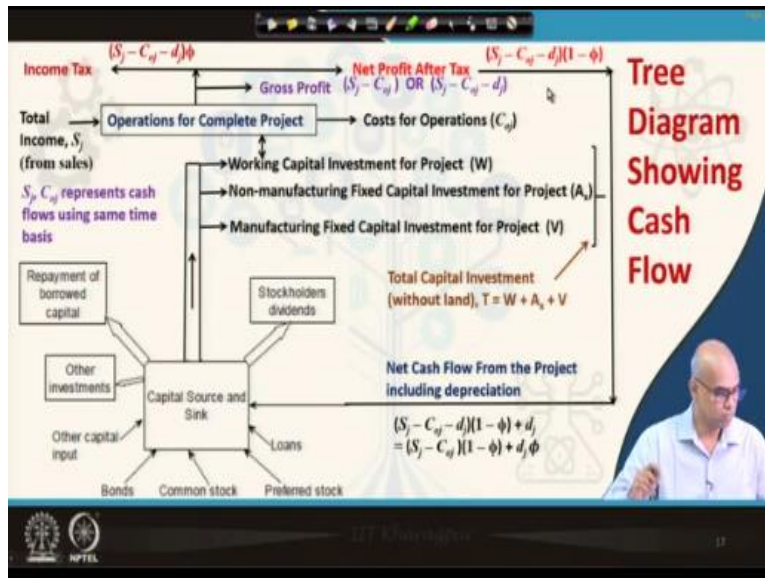 Income Tax
(S_j – C_oj – d_j)ϕ
Net Profit After Tax
(S_j – C_oj – d_j)(1 – ϕ)
Gross Profit (S_j – C_oj) OR (S_j – C_oj – d_j)
Total
Income, S_j
(from sales)
Operations for Complete Project
Costs for Operations (C_oj)
S_j, C_oj represents cash
flows using same time
basis
Working Capital Investment for Project (W)
Non-manufacturing Fixed Capital Investment for Project (A_x)
Manufacturing Fixed Capital Investment for Project (V)
Total Capital Investment
(without land), T = W + A_x + V
Tree
Diagram
Showing
Cash
Flow
Repayment of
borrowed
capital
Stockholders
dividends
Other
investments
Capital Source and
Sink
Other capital
input
Loans
Bonds
Common stock
Preferred stock
Net Cash Flow From the Project
including depreciation
(S_j – C_oj – d_j)(1 – ϕ) + d_j
= (S_j – C_oj)(1 – ϕ) + d_j ϕ
NPTEL
IIT Kharagpur
17